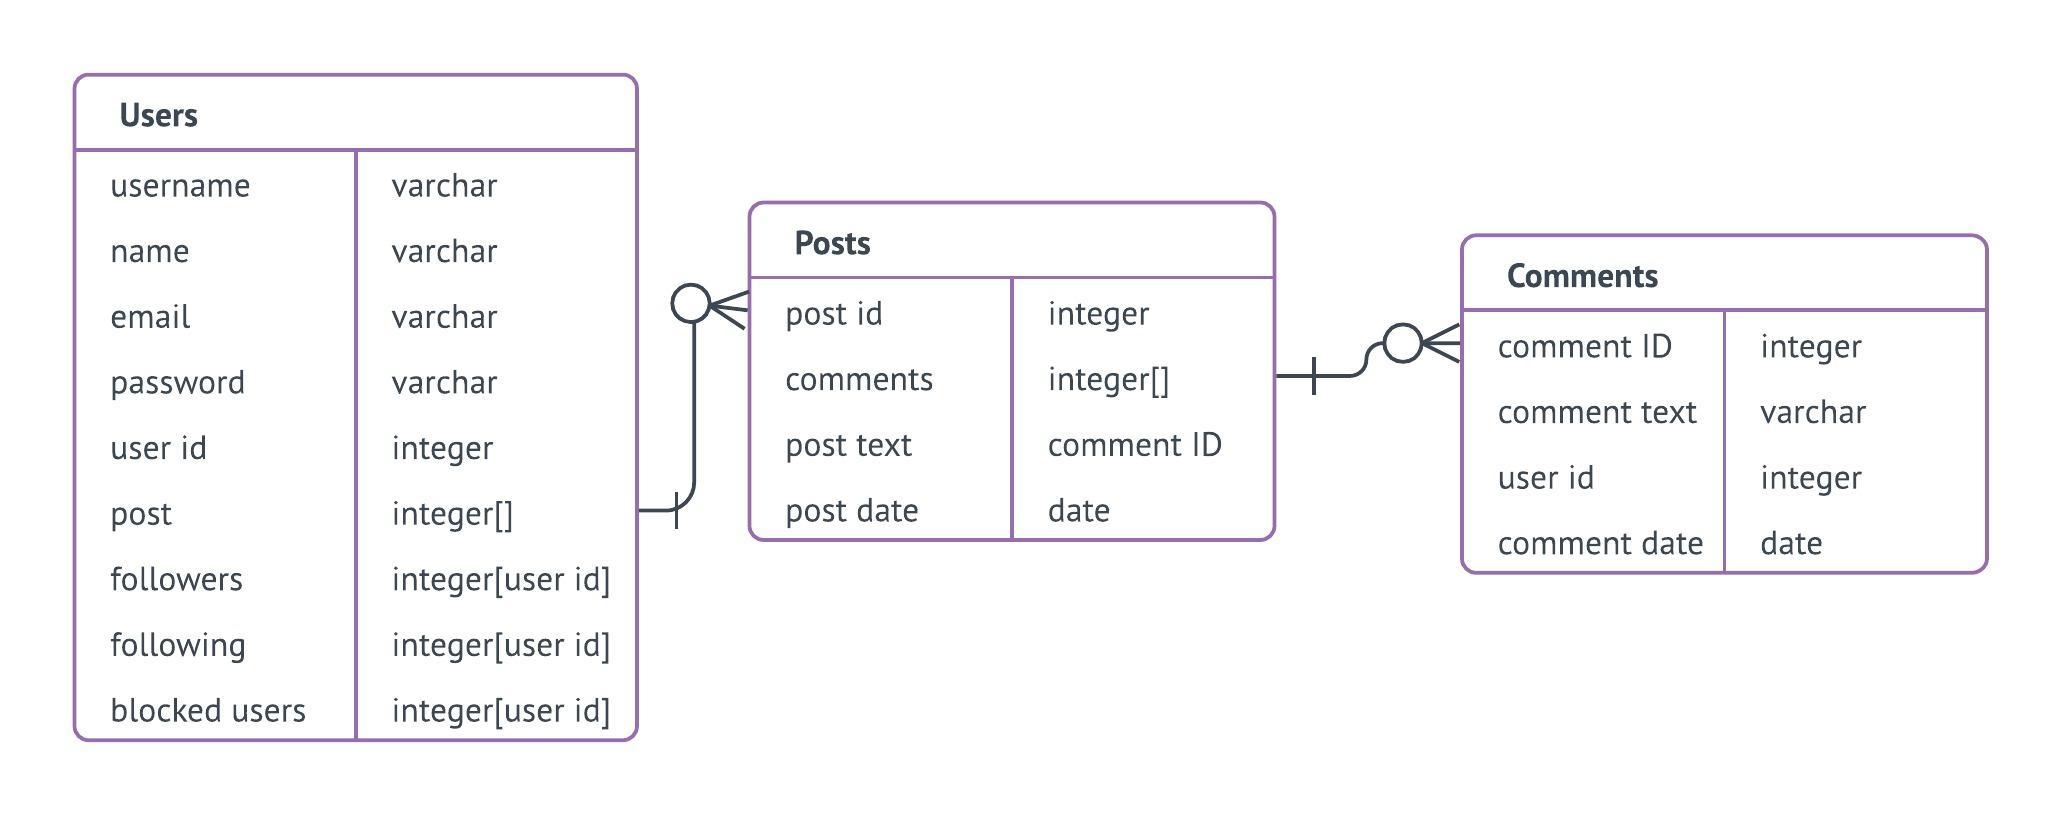 Users
username varchar
name varchar
email varchar
password varchar
user id integer
post integer[]
followers integer[user id]
following integer[user id]
blocked users integer[user id]
Posts
post id integer
comments integer[]
post text comment ID
post date date
Comments
comment ID integer
comment text varchar
user id integer
comment date date